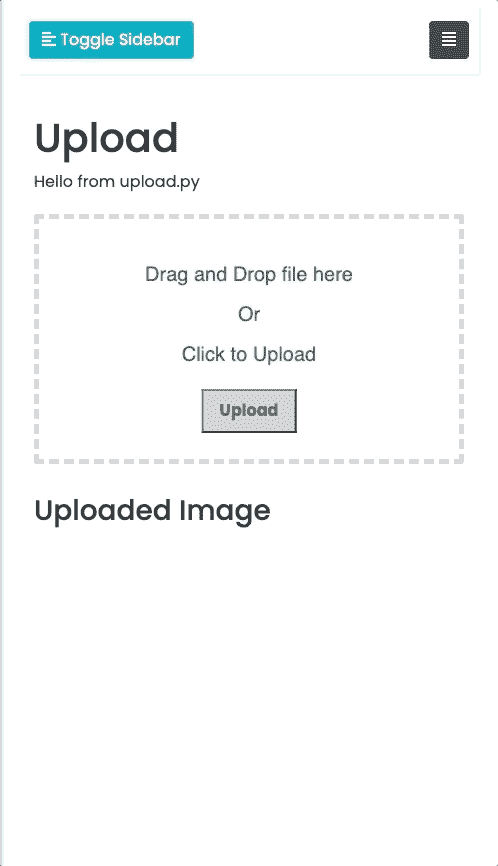 Toggle Sidebar
Upload
Hello from upload.py
Drag and Drop file here
Or
Click to Upload
Upload
Uploaded Image